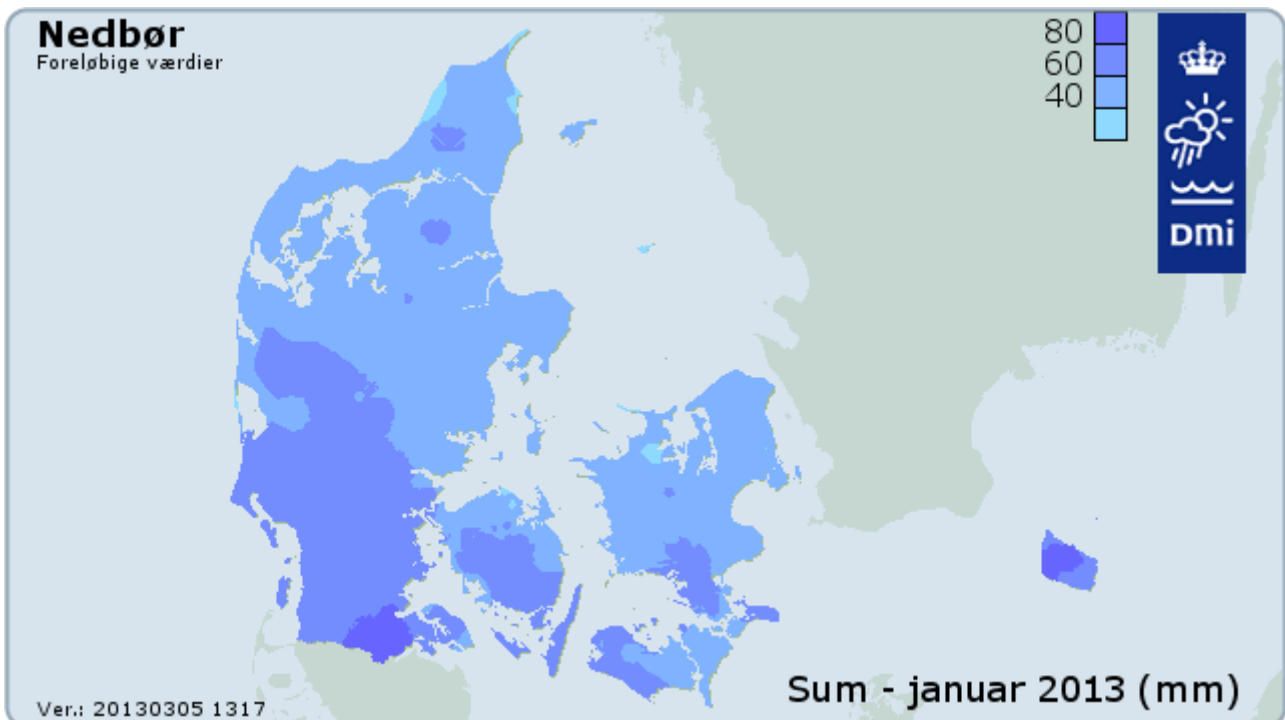 Nedbør
Foreløbige værdier
80
60
40
DMi
Sum - januar 2013 (mm)
Ver.: 20130305 1317